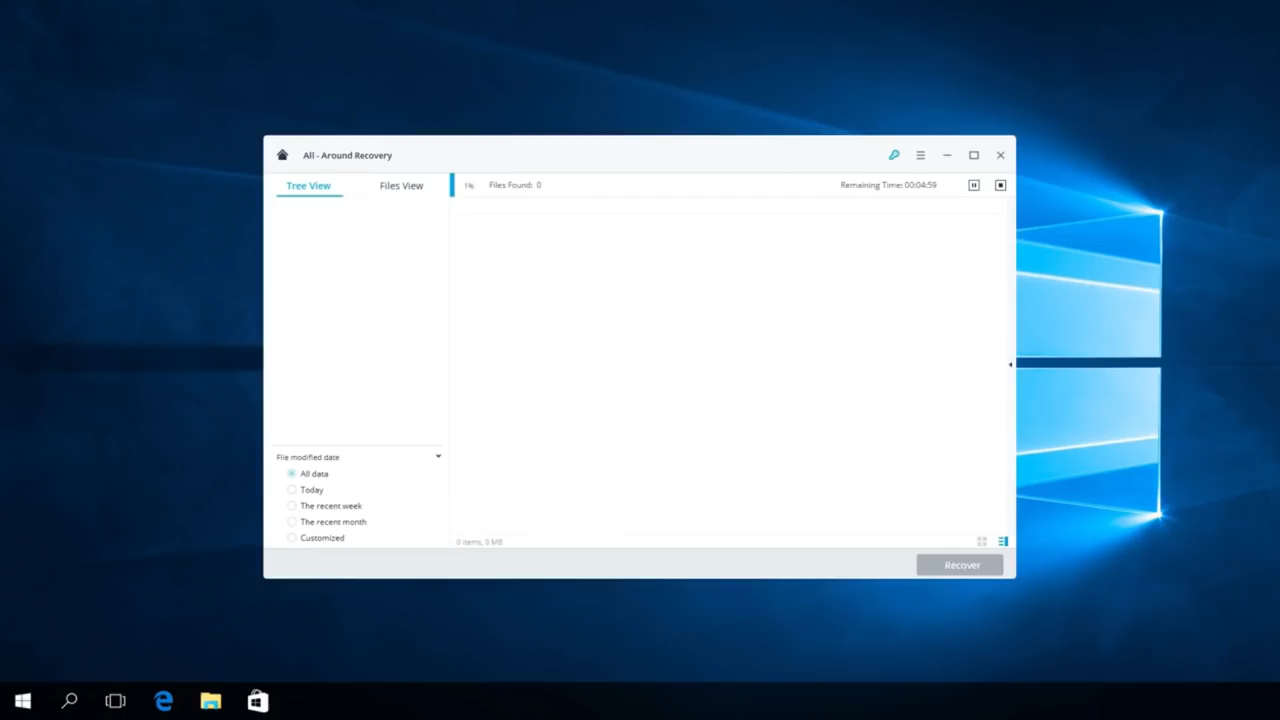 All - Around Recovery
Tree View Files View 1% Files Found: 0 Remaining Time: 00:04:59
File modified date
All data
Today
The recent week
The recent month
Customized
0 items, 0 MB
Recover